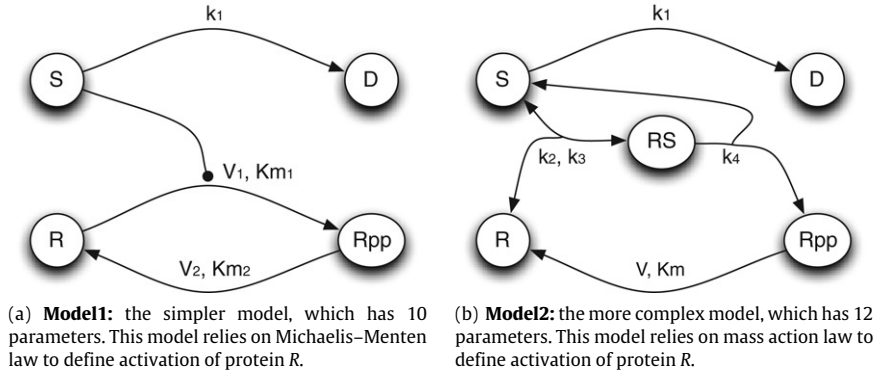 k1
S
D
V1, Km1
R
Rpp
V2, Km2
(a) Model1: the simpler model, which has 10
parameters. This model relies on Michaelis–Menten
law to define activation of protein R.
k1
S
D
RS
k2, k3
k4
R
Rpp
V, Km
(b) Model2: the more complex model, which has 12
parameters. This model relies on mass action law to
define activation of protein R.